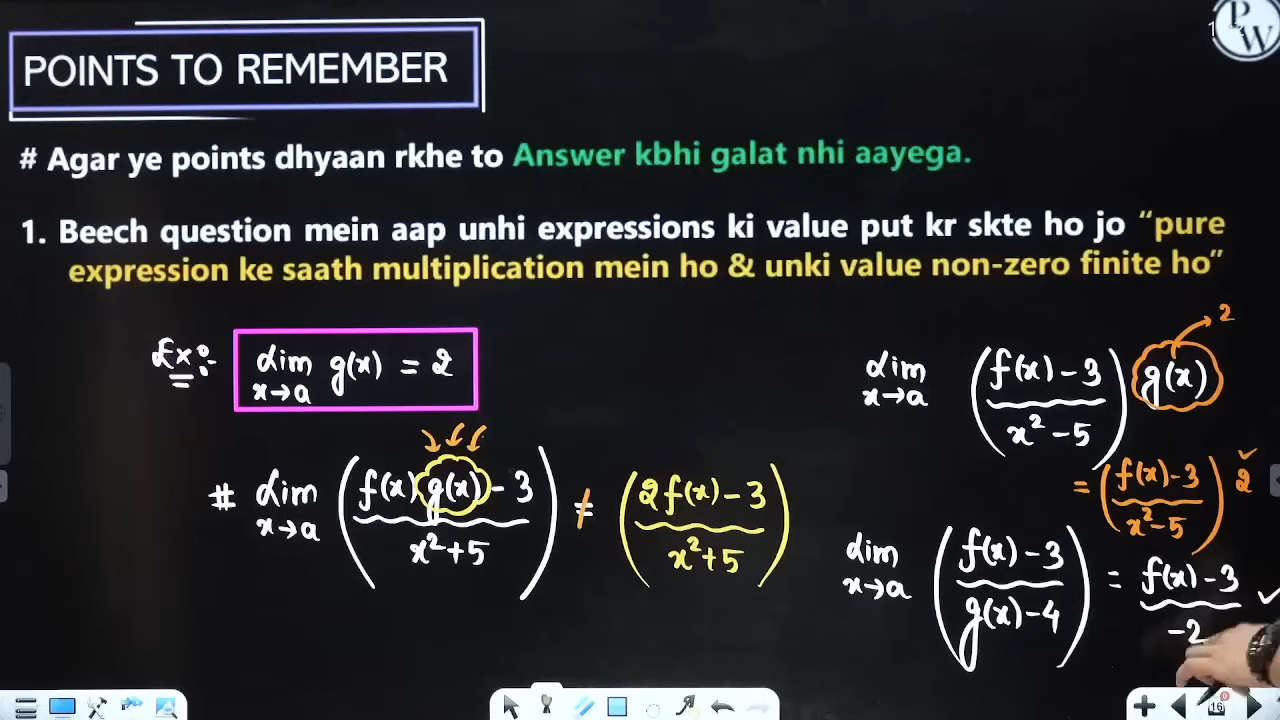 PW
POINTS TO REMEMBER
# Agar ye points dhyaan rkhe to Answer kbhi galat nhi aayega.
1. Beech question mein aap unhi expressions ki value put kr skte ho jo “pure
expression ke saath multiplication mein ho & unki value non-zero finite ho”
Ex:- lim x→a g(x) = 2
# lim x→a (f(x) g(x) - 3 / x² + 5) ≠ (2f(x) - 3 / x² + 5)
lim x→a (f(x) - 3 / x² - 5) g(x) → 2
= (f(x) - 3 / x² - 5) 2 ✓
lim x→a (f(x) - 3 / g(x) - 4) = f(x) - 3 / -2 ✓
16